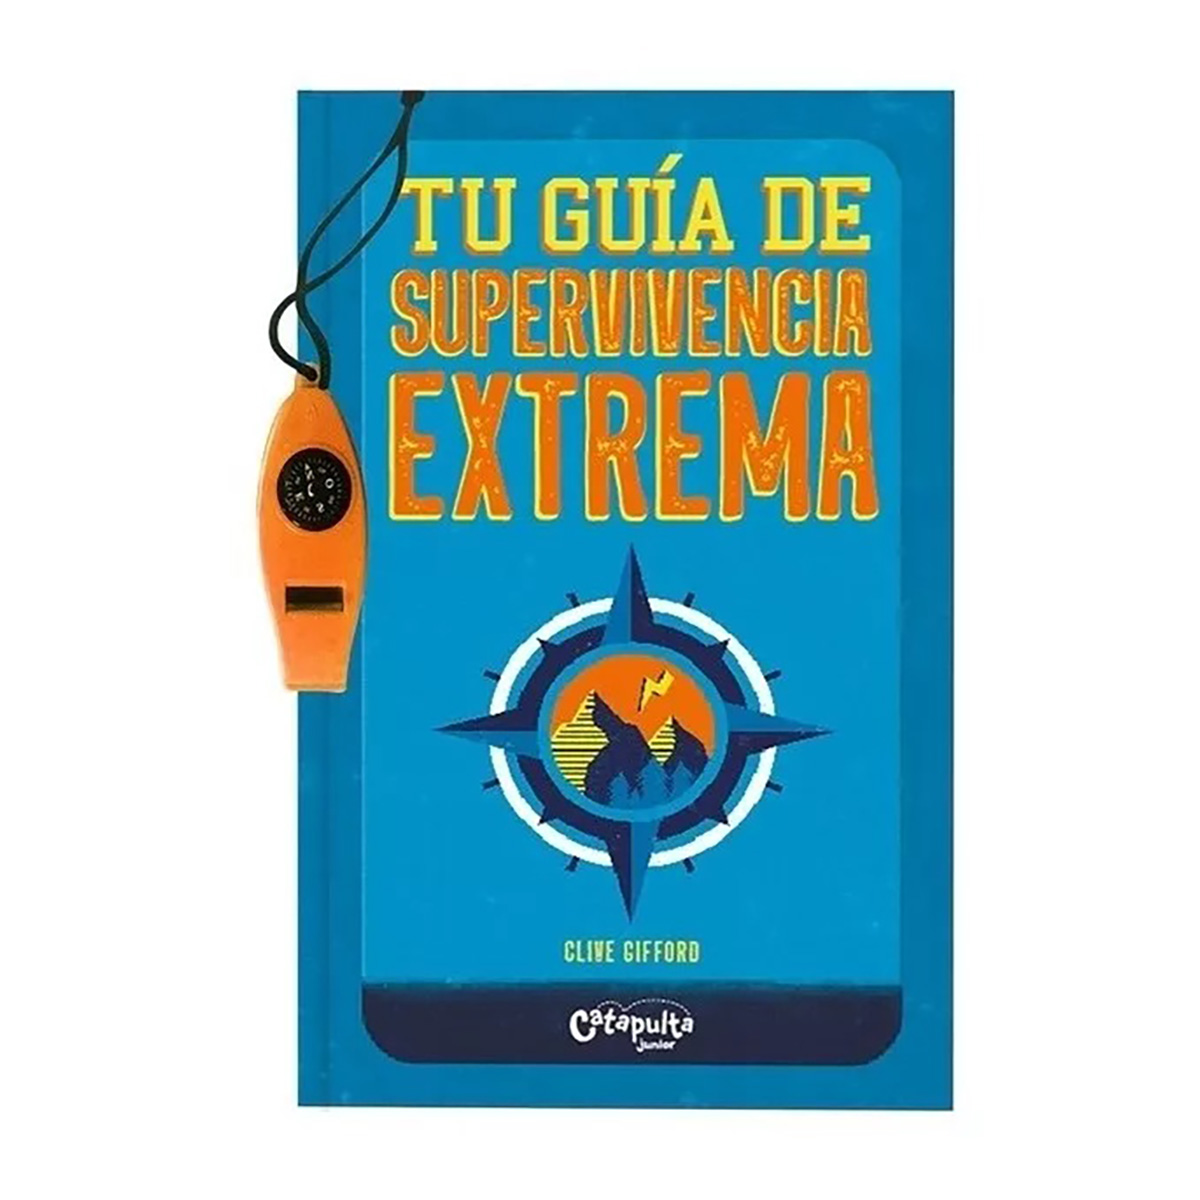 TU GUÍA DE
SUPERVIVENCIA
EXTREMA
CLIVE GIFFORD
Catapulta
junior